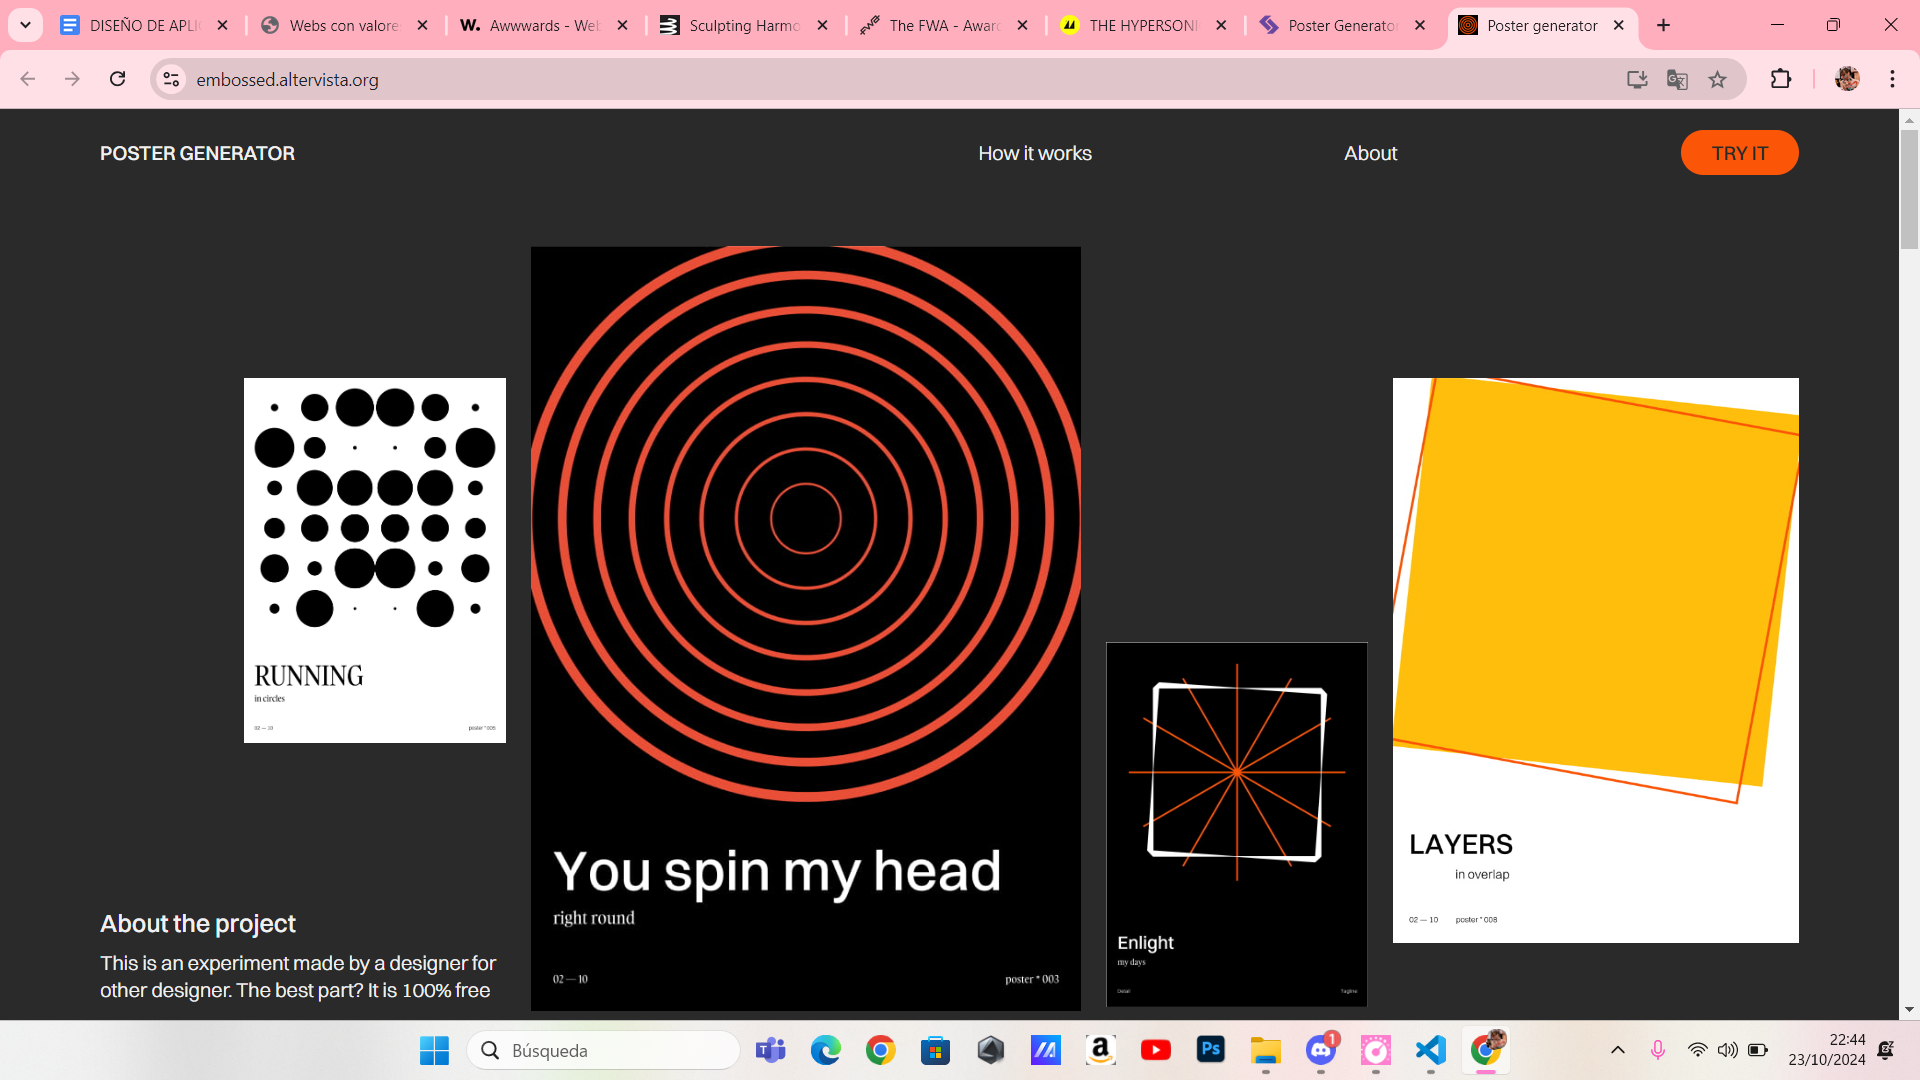 DISEÑO DE APLI
Webs con valore
Awwwards - Web
Sculpting Harmo
The FWA - Awar
THE HYPERSONI
Poster Generato
Poster generator
embossed.altervista.org
POSTER GENERATOR
How it works
About
TRY IT
RUNNING
in circles
02 — 10
poster * 005
You spin my head
right round
02 — 10
poster * 003
Enlight
my days
Detail
Tagline
LAYERS
in overlap
02 — 10
poster * 008
About the project
This is an experiment made by a designer for
other designer. The best part? It is 100% free
Búsqueda
1
22:44
23/10/2024